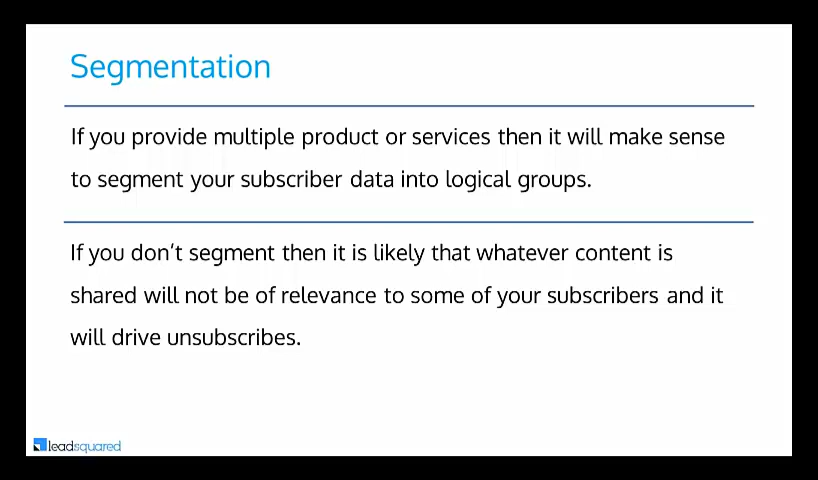 Segmentation
If you provide multiple product or services then it will make sense
to segment your subscriber data into logical groups.
If you don't segment then it is likely that whatever content is
shared will not be of relevance to some of your subscribers and it
will drive unsubscribes.
leadsquared